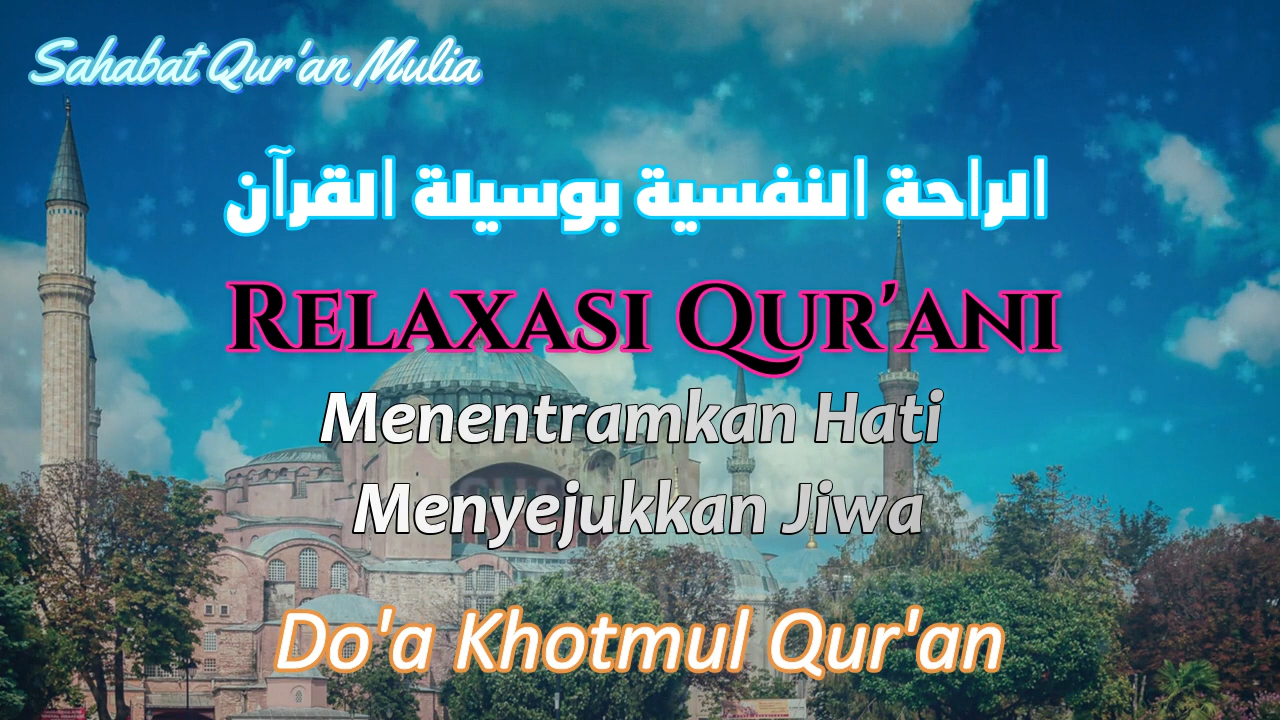 Sahabat Qur'an Mulia
الراحة النفسية بوسيلة القرآن
Relaxasi Qur'ani
Menentramkan Hati
Menyejukkan Jiwa
Do'a Khotmul Qur'an